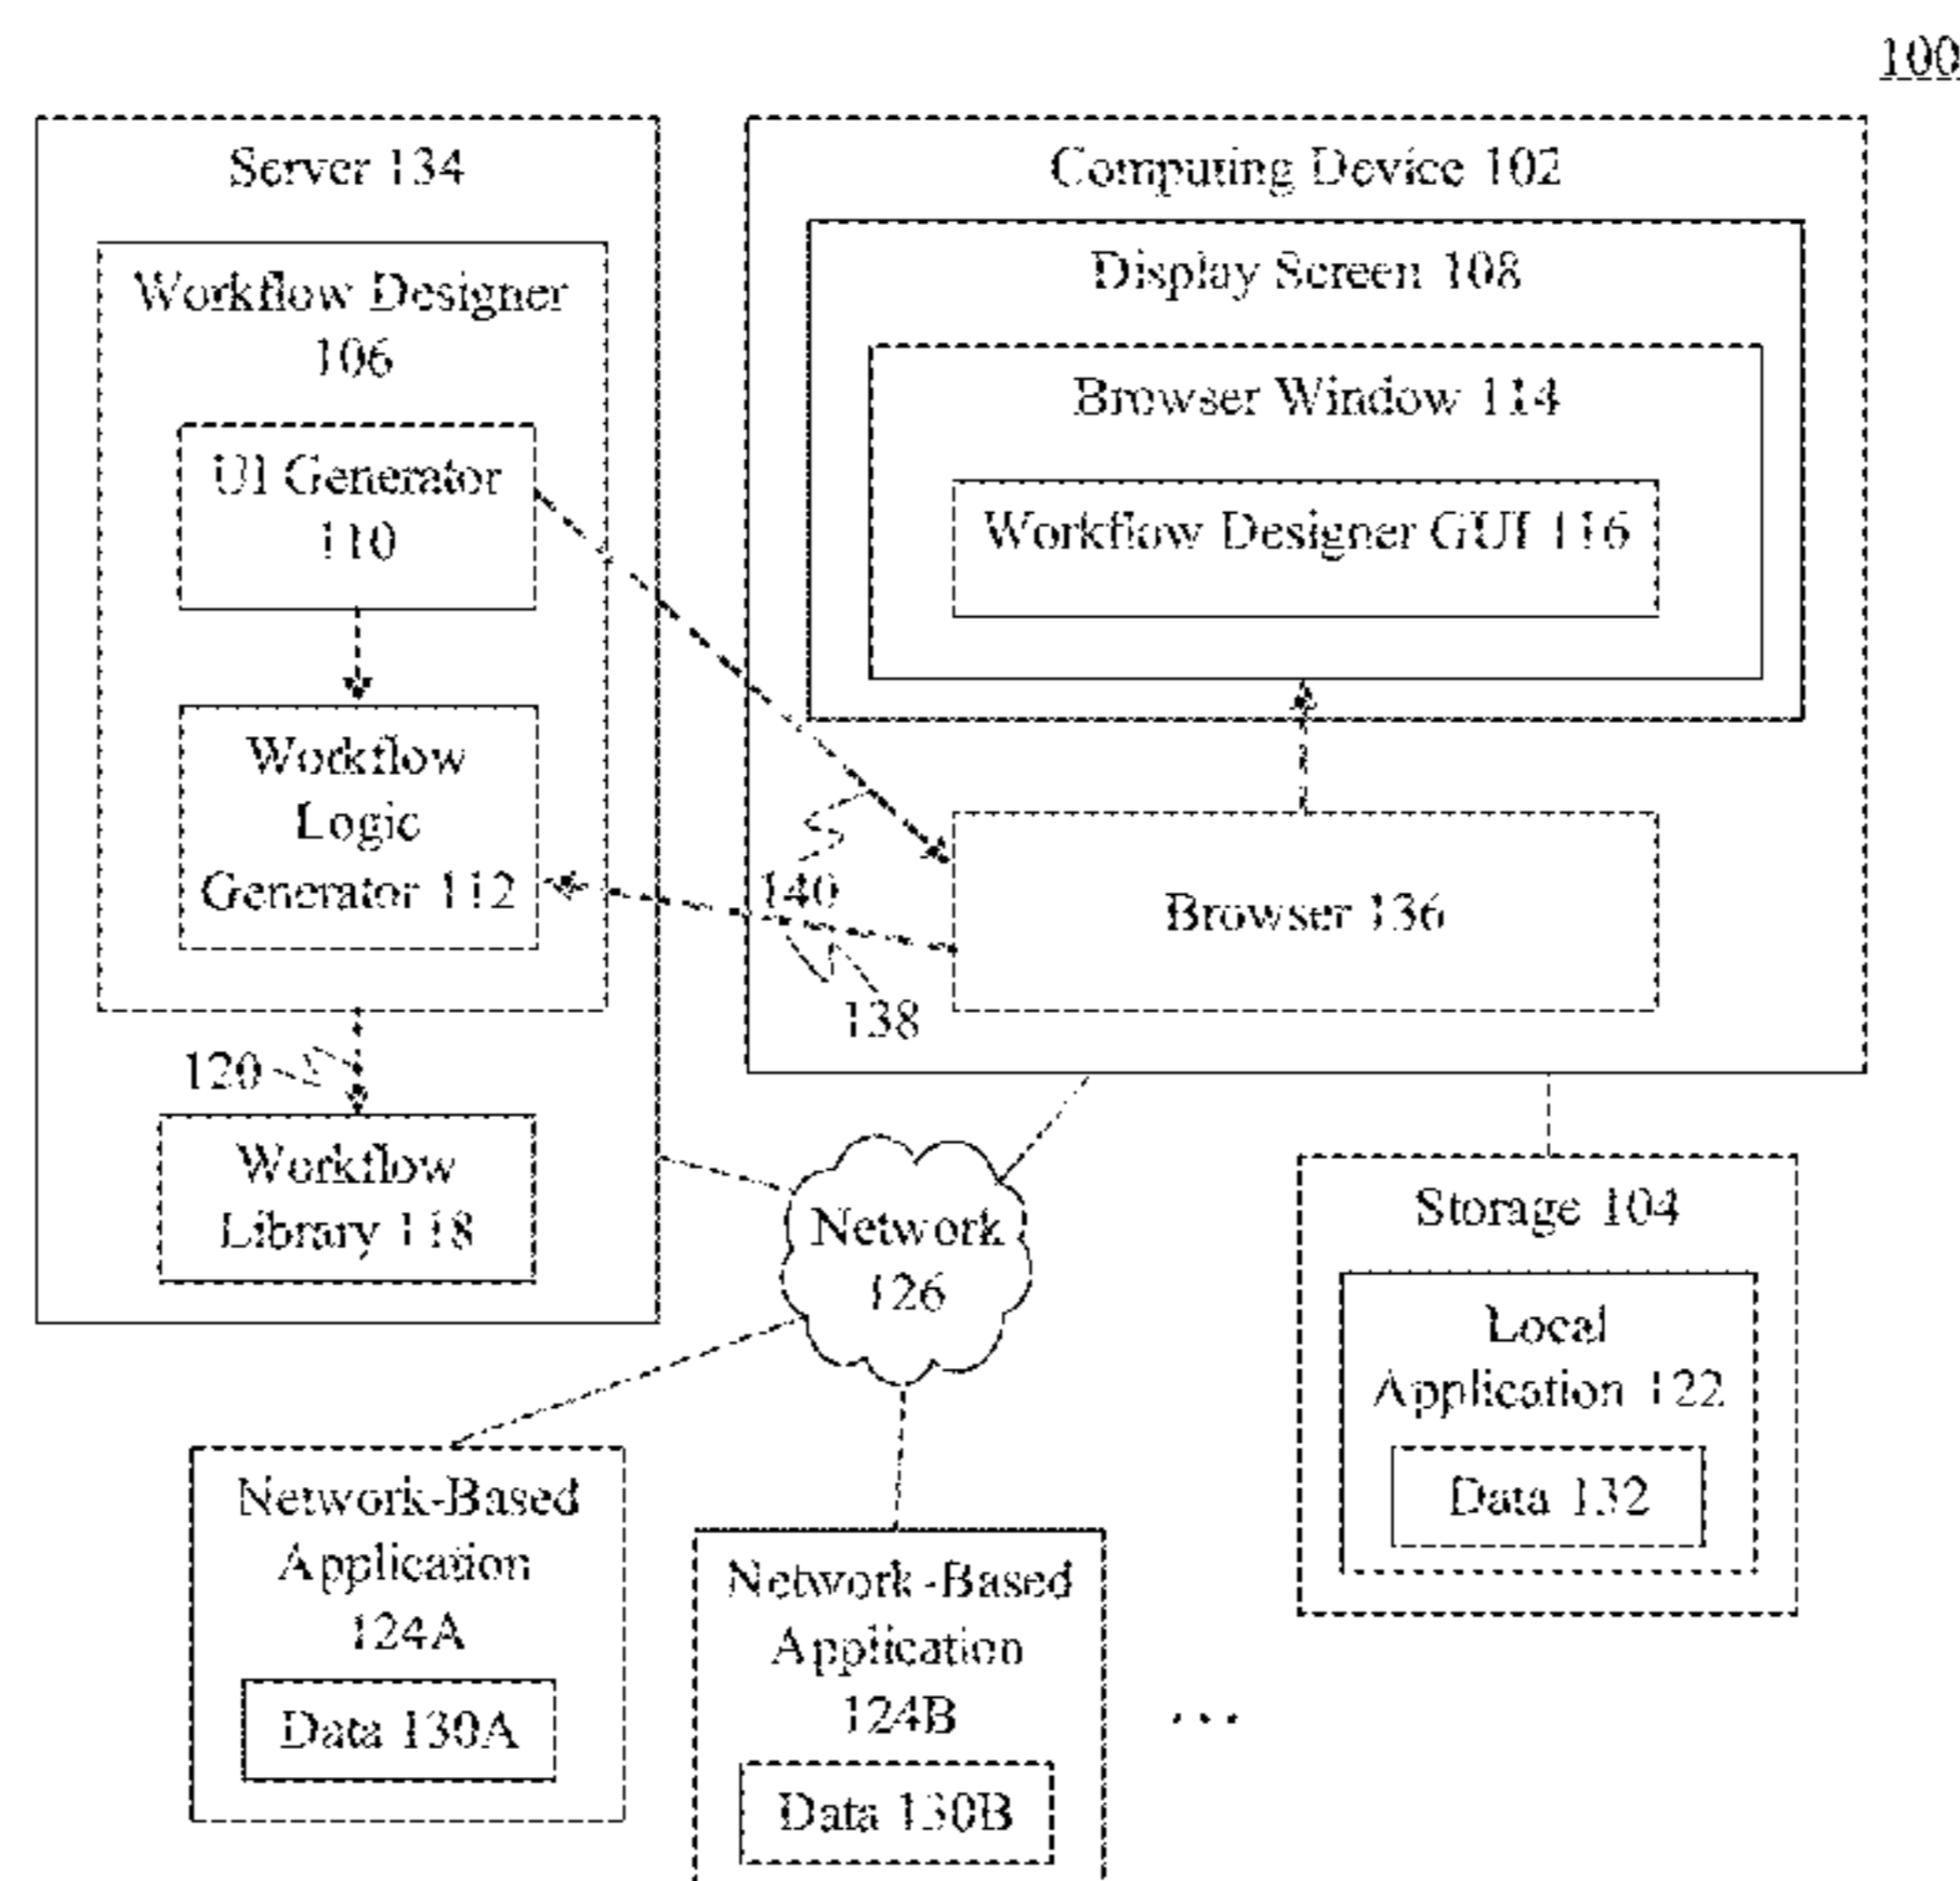 100
Server 134
Workflow Designer
106
UI Generator
110
Workflow
Logic
Generator 112
120
Workflow
Library 118
Computing Device 102
Display Screen 108
Browser Window 114
Workflow Designer GUI 116
Browser 136
140
138
Network
126
Storage 104
Local
Application 122
Data 132
Network-Based
Application
124A
Data 130A
Network-Based
Application
124B
Data 130B
...